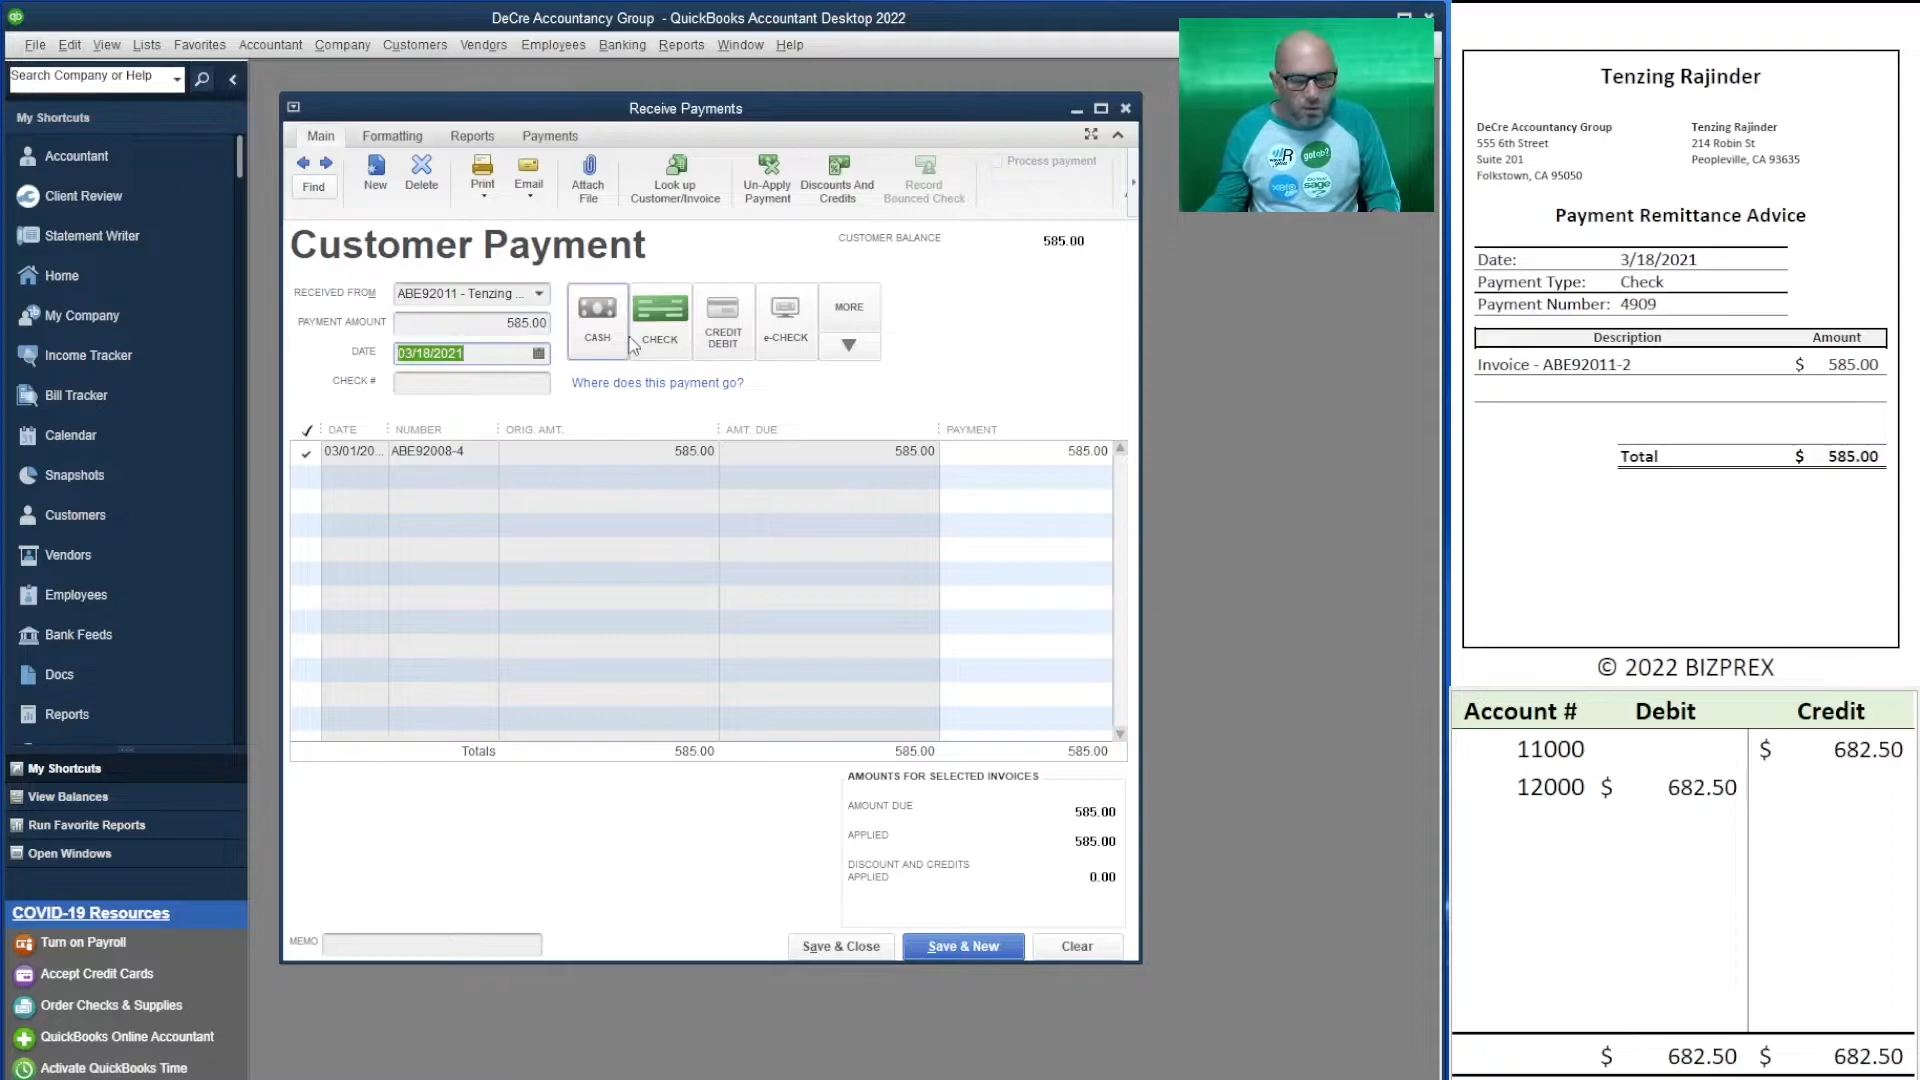 DeCre Accountancy Group - QuickBooks Accountant Desktop 2022
File Edit View Lists Favorites Accountant Company Customers Vendors Employees Banking Reports Window Help
Search Company or Help
My Shortcuts
Accountant
Client Review
Statement Writer
Home
My Company
Income Tracker
Bill Tracker
Calendar
Snapshots
Customers
Vendors
Employees
Bank Feeds
Docs
Reports
My Shortcuts
View Balances
Run Favorite Reports
Open Windows
COVID-19 Resources
Turn on Payroll
Accept Credit Cards
Order Checks & Supplies
QuickBooks Online Accountant
Activate QuickBooks Time
Receive Payments
Main Formatting Reports Payments
Find
New
Delete
Print
Email
Attach
File
Look up
Customer/Invoice
Un-Apply
Payment
Discounts And
Credits
Record
Bounced Check
Process payment
Customer Payment
CUSTOMER BALANCE 585.00
RECEIVED FROM ABE92011 - Tenzing ...
PAYMENT AMOUNT 585.00
DATE 03/18/2021
CHECK #
CASH
CHECK
CREDIT
DEBIT
e-CHECK
MORE
Where does this payment go?
DATE NUMBER ORIG. AMT. AMT. DUE PAYMENT
03/01/20... ABE92008-4 585.00 585.00 585.00
Totals 585.00 585.00 585.00
AMOUNTS FOR SELECTED INVOICES
AMOUNT DUE 585.00
APPLIED 585.00
DISCOUNT AND CREDITS
APPLIED 0.00
MEMO
Save & Close Save & New Clear
got ab?
xero
sage
Tenzing Rajinder
DeCre Accountancy Group
555 6th Street
Suite 201
Folkstown, CA 95050
Tenzing Rajinder
214 Robin St
Peopleville, CA 93635
Payment Remittance Advice
Date: 3/18/2021
Payment Type: Check
Payment Number: 4909
Description Amount
Invoice - ABE92011-2 $ 585.00
Total $ 585.00
© 2022 BIZPREX
Account # Debit Credit
11000 $ 682.50
12000 $ 682.50
$ 682.50 $ 682.50